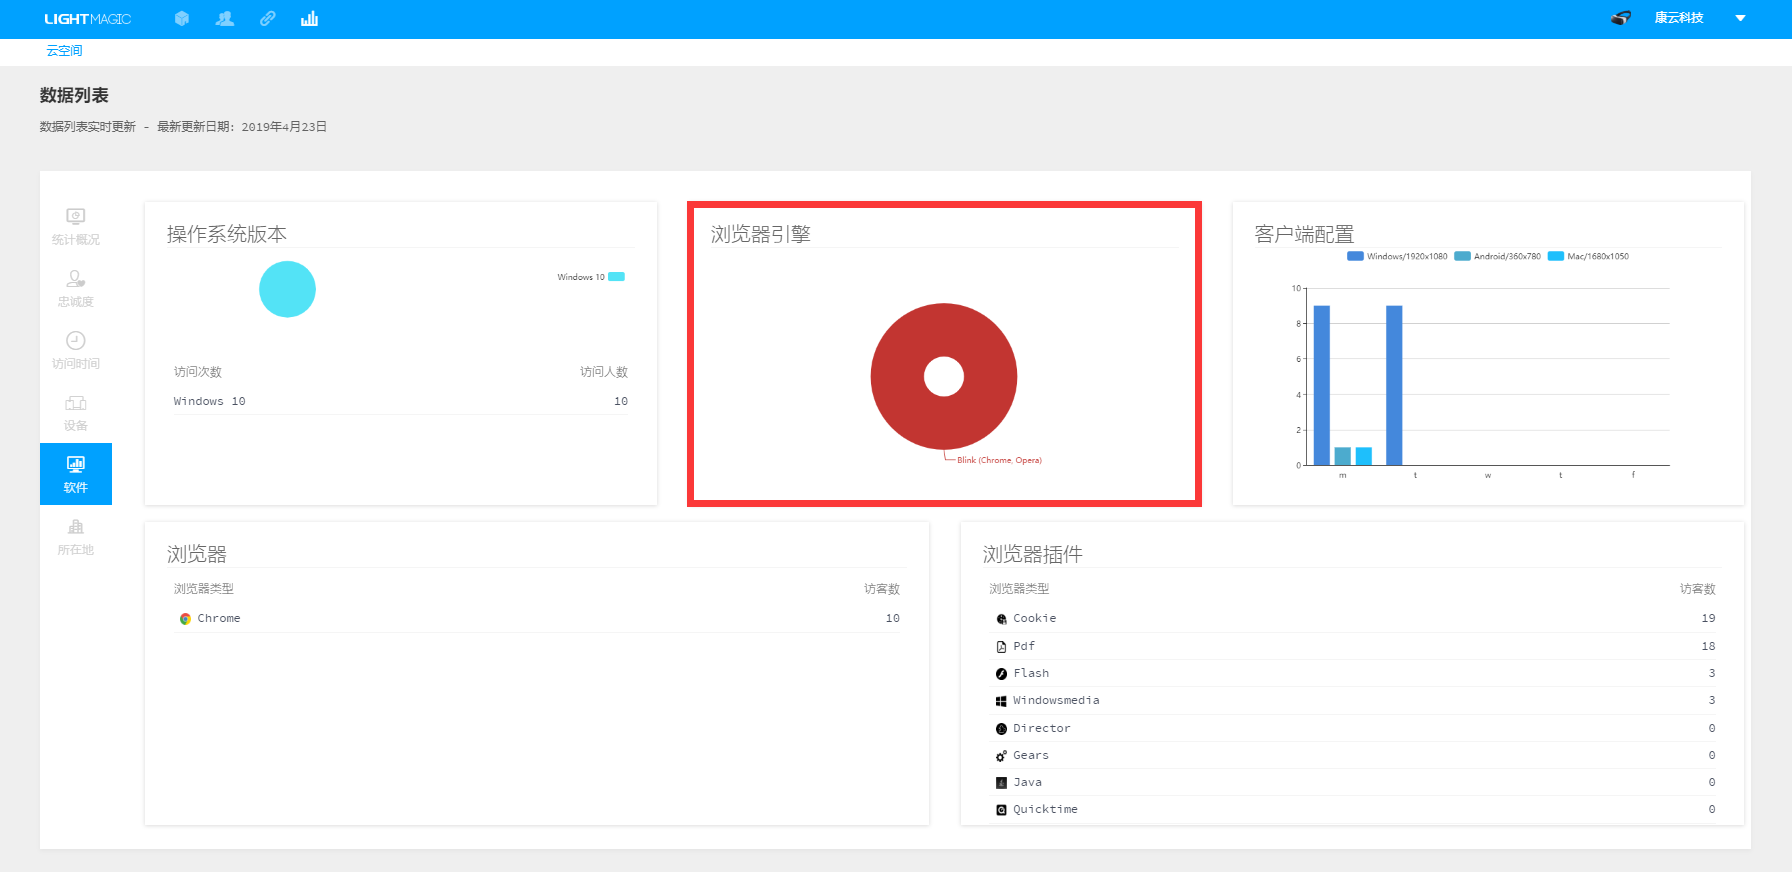 LIGHTMAGIC
康云科技
云空间
数据列表
数据列表实时更新 - 最新更新日期: 2019年4月23日
统计概况
忠诚度
访问时间
设备
软件
所在地
操作系统版本
Windows 10
访问次数 访问人数
Windows 10 10
浏览器引擎
Blink (Chrome, Opera)
客户端配置
Windows/1920x1080 Android/360x780 Mac/1680x1050
10
8
6
4
2
0
m t w t f
浏览器
浏览器类型 访客数
Chrome 10
浏览器插件
浏览器类型 访客数
Cookie 19
Pdf 18
Flash 3
Windowsmedia 3
Director 0
Gears 0
Java 0
Quicktime 0